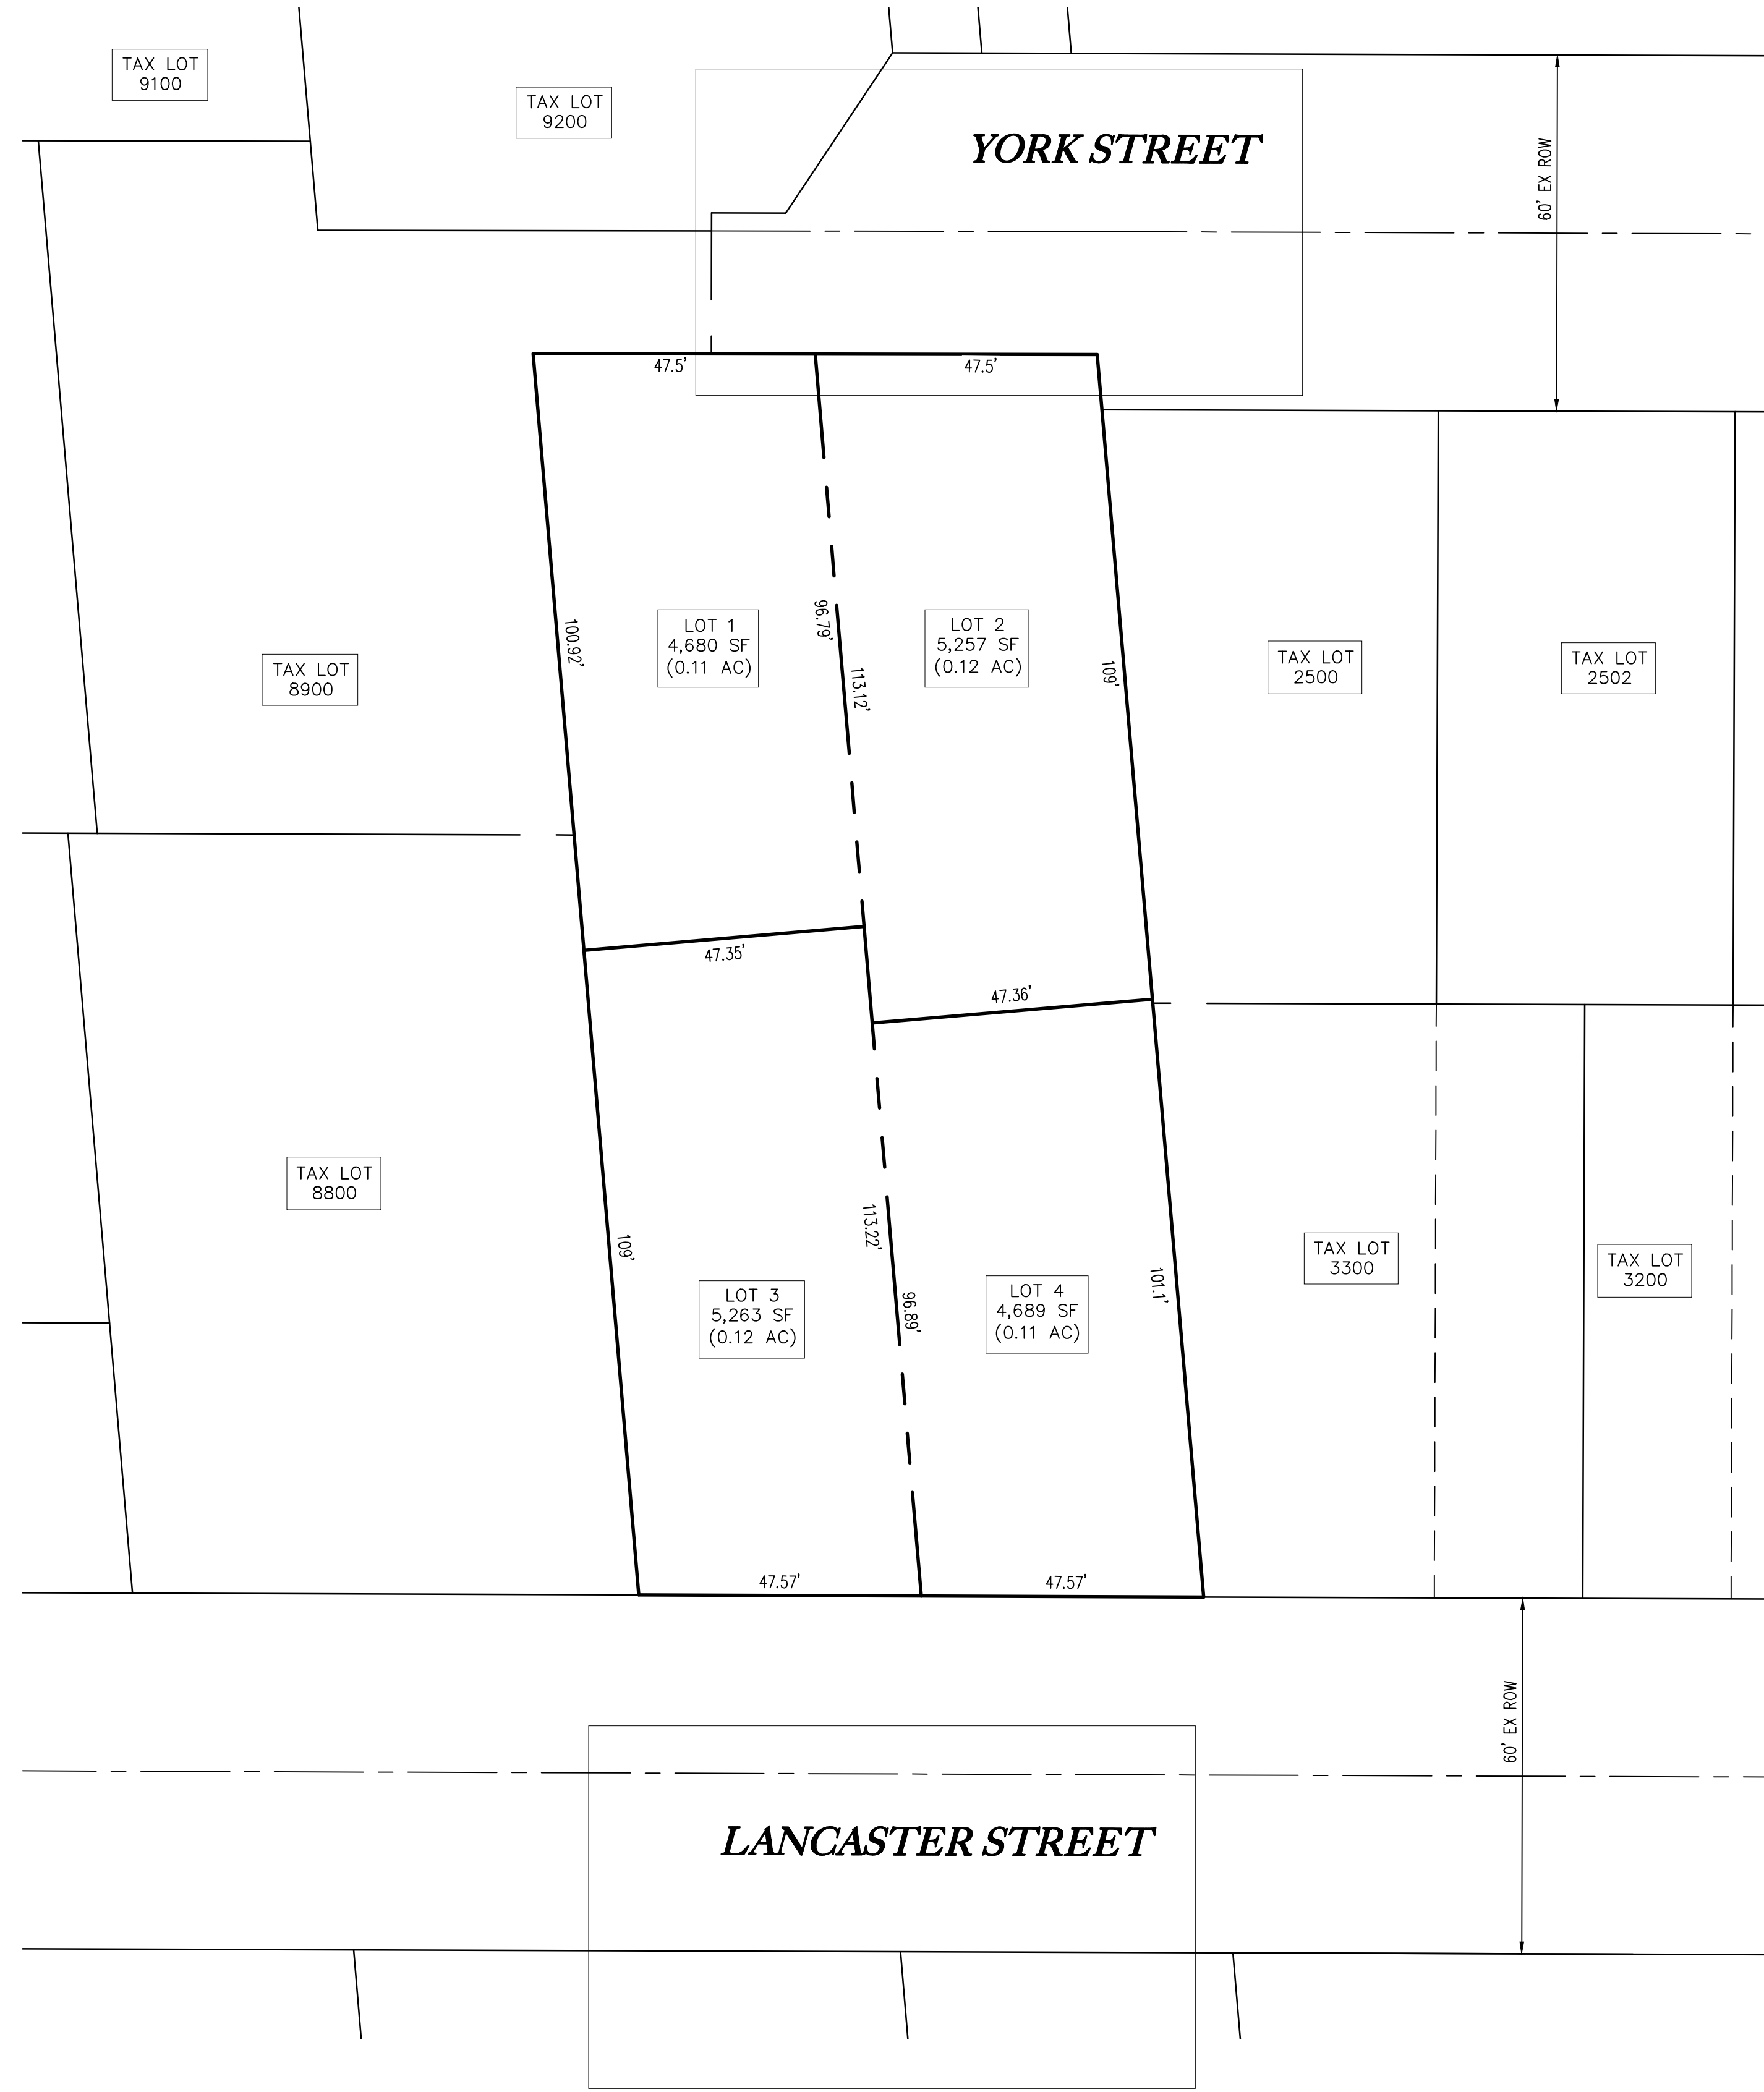 TAX LOT
9100
TAX LOT
9200
YORK STREET
60' EX ROW
47.5'
47.5'
100.92'
LOT 1
4,680 SF
(0.11 AC)
96.79'
113.12'
LOT 2
5,257 SF
(0.12 AC)
109'
TAX LOT
8900
TAX LOT
2500
TAX LOT
2502
47.35'
47.36'
TAX LOT
8800
109'
LOT 3
5,263 SF
(0.12 AC)
113.22'
96.89'
LOT 4
4,689 SF
(0.11 AC)
101.1'
TAX LOT
3300
TAX LOT
3200
47.57'
47.57'
60' EX ROW
LANCASTER STREET